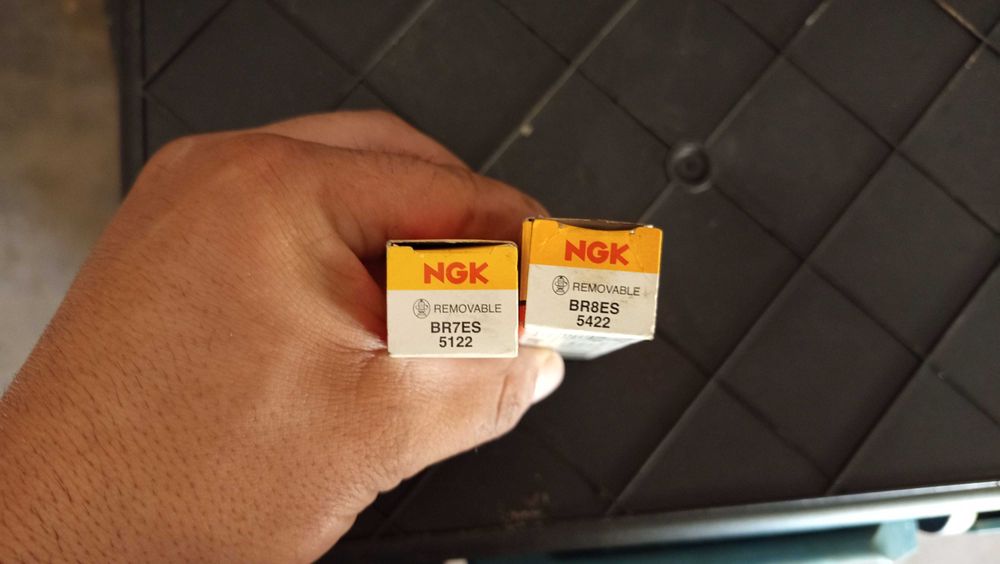 NGK
REMOVABLE
BR7ES
5122
NGK
REMOVABLE
BR8ES
5422